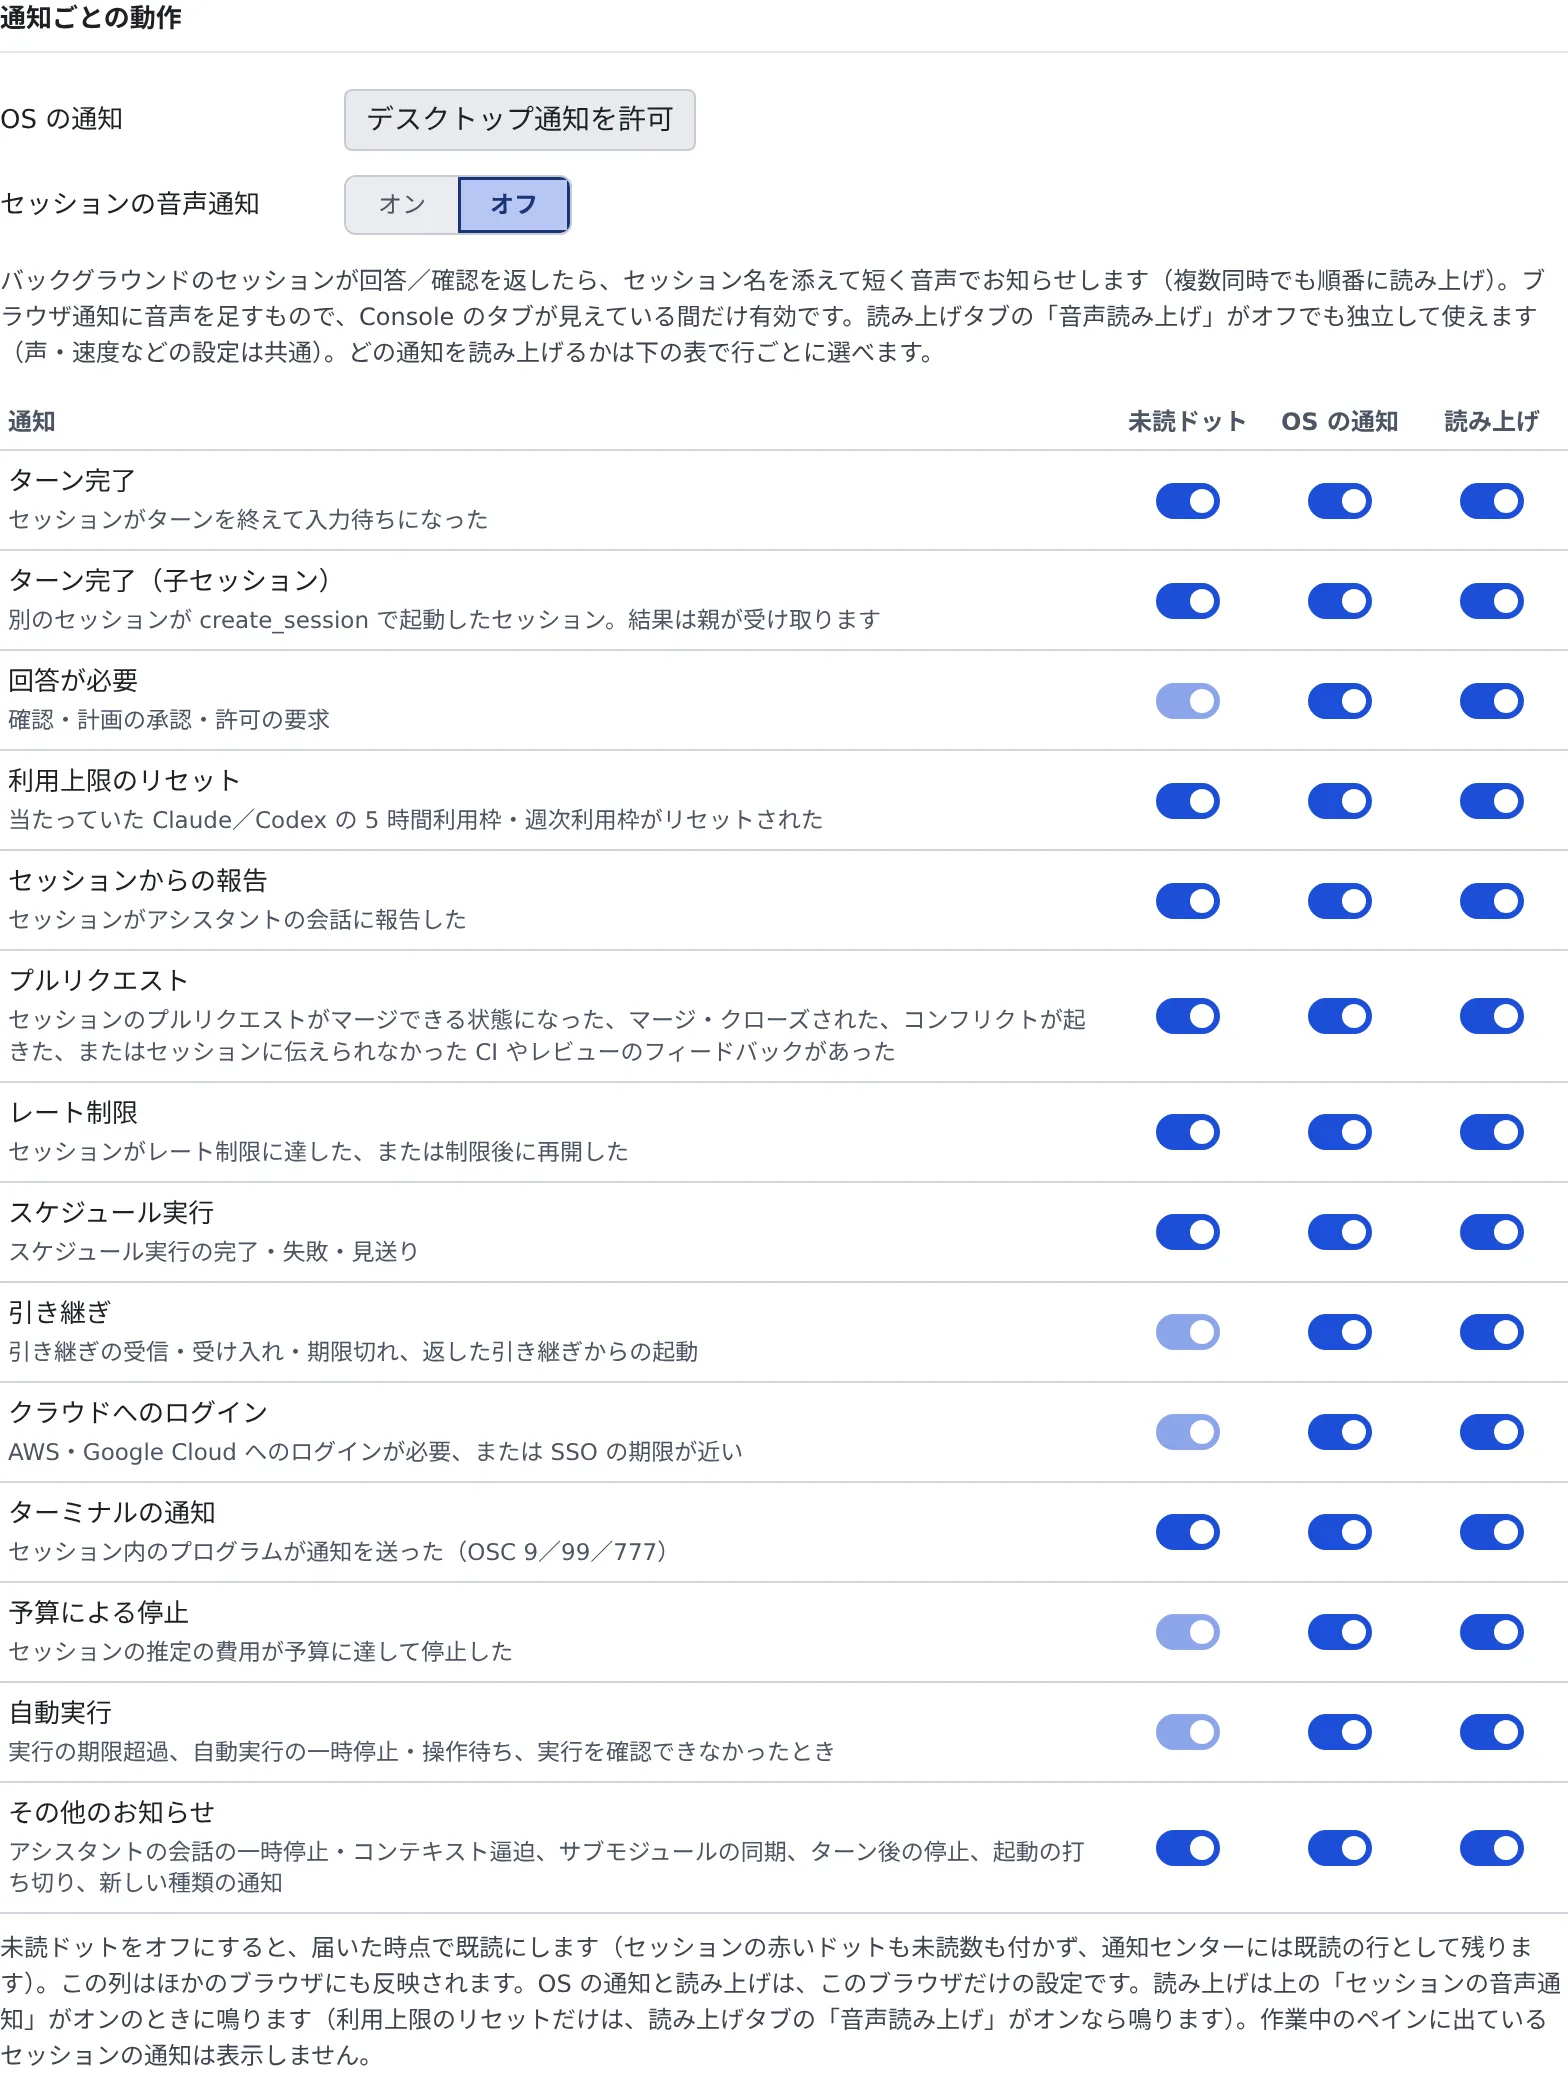 通知ごとの動作
OS の通知
デスクトップ通知を許可
セッションの音声通知
オン
オフ
バックグラウンドのセッションが回答／確認を返したら、セッション名を添えて短く音声でお知らせします（複数同時でも順番に読み上げ）。ブ
ラウザ通知に音声を足すもので、Console のタブが見えている間だけ有効です。読み上げタブの「音声読み上げ」がオフでも独立して使えます
（声・速度などの設定は共通）。どの通知を読み上げるかは下の表で行ごとに選べます。
通知 未読ドット OS の通知 読み上げ
ターン完了
セッションがターンを終えて入力待ちになった
ターン完了（子セッション）
別のセッションが create_session で起動したセッション。結果は親が受け取ります
回答が必要
確認・計画の承認・許可の要求
利用上限のリセット
当たっていた Claude／Codex の 5 時間利用枠・週次利用枠がリセットされた
セッションからの報告
セッションがアシスタントの会話に報告した
プルリクエスト
セッションのプルリクエストがマージできる状態になった、マージ・クローズされた、コンフリクトが起
きた、またはセッションに伝えられなかった CI やレビューのフィードバックがあった
レート制限
セッションがレート制限に達した、または制限後に再開した
スケジュール実行
スケジュール実行の完了・失敗・見送り
引き継ぎ
引き継ぎの受信・受け入れ・期限切れ、返した引き継ぎからの起動
クラウドへのログイン
AWS・Google Cloud へのログインが必要、または SSO の期限が近い
ターミナルの通知
セッション内のプログラムが通知を送った（OSC 9／99／777）
予算による停止
セッションの推定の費用が予算に達して停止した
自動実行
実行の期限超過、自動実行の一時停止・操作待ち、実行を確認できなかったとき
その他のお知らせ
アシスタントの会話の一時停止・コンテキスト逼迫、サブモジュールの同期、ターン後の停止、起動の打
ち切り、新しい種類の通知
未読ドットをオフにすると、届いた時点で既読にします（セッションの赤いドットも未読数も付かず、通知センターには既読の行として残りま
す）。この列はほかのブラウザにも反映されます。OS の通知と読み上げは、このブラウザだけの設定です。読み上げは上の「セッションの音声通
知」がオンのときに鳴ります（利用上限のリセットだけは、読み上げタブの「音声読み上げ」がオンなら鳴ります）。作業中のペインに出ている
セッションの通知は表示しません。